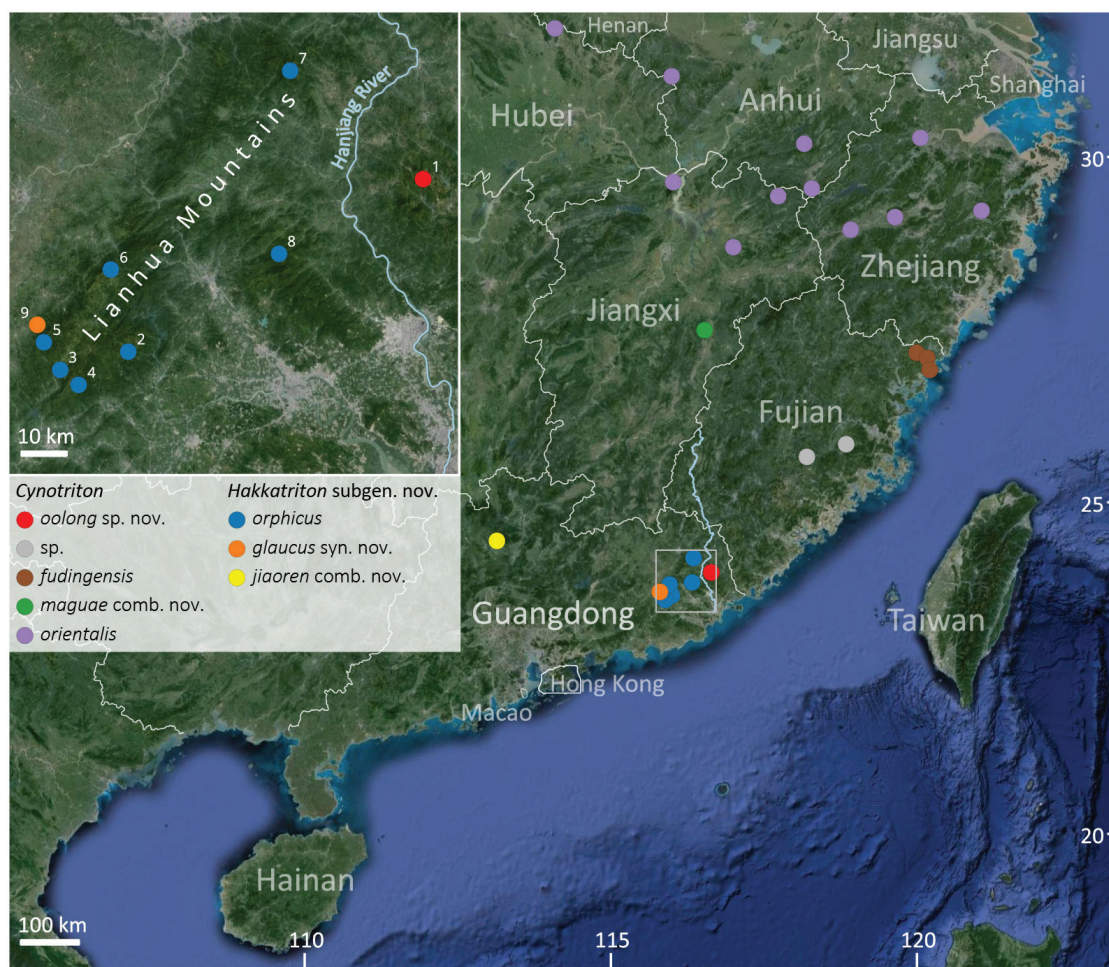 7
Hanjiang River
1
Lianhua Mountains
8
6
9
5
2
3
4
10 km
Henan
Jiangsu
Shanghai
Hubei
Anhui
30
Zhejiang
Jiangxi
Fujian
25
Guangdong
Taiwan
Hong Kong
Macao
20
Hainan
100 km
110
115
120
Cynotriton
oolong sp. nov.
sp.
fudingensis
maguae comb. nov.
orientalis
Hakkatriton subgen. nov.
orphicus
glaucus syn. nov.
jiaoren comb. nov.